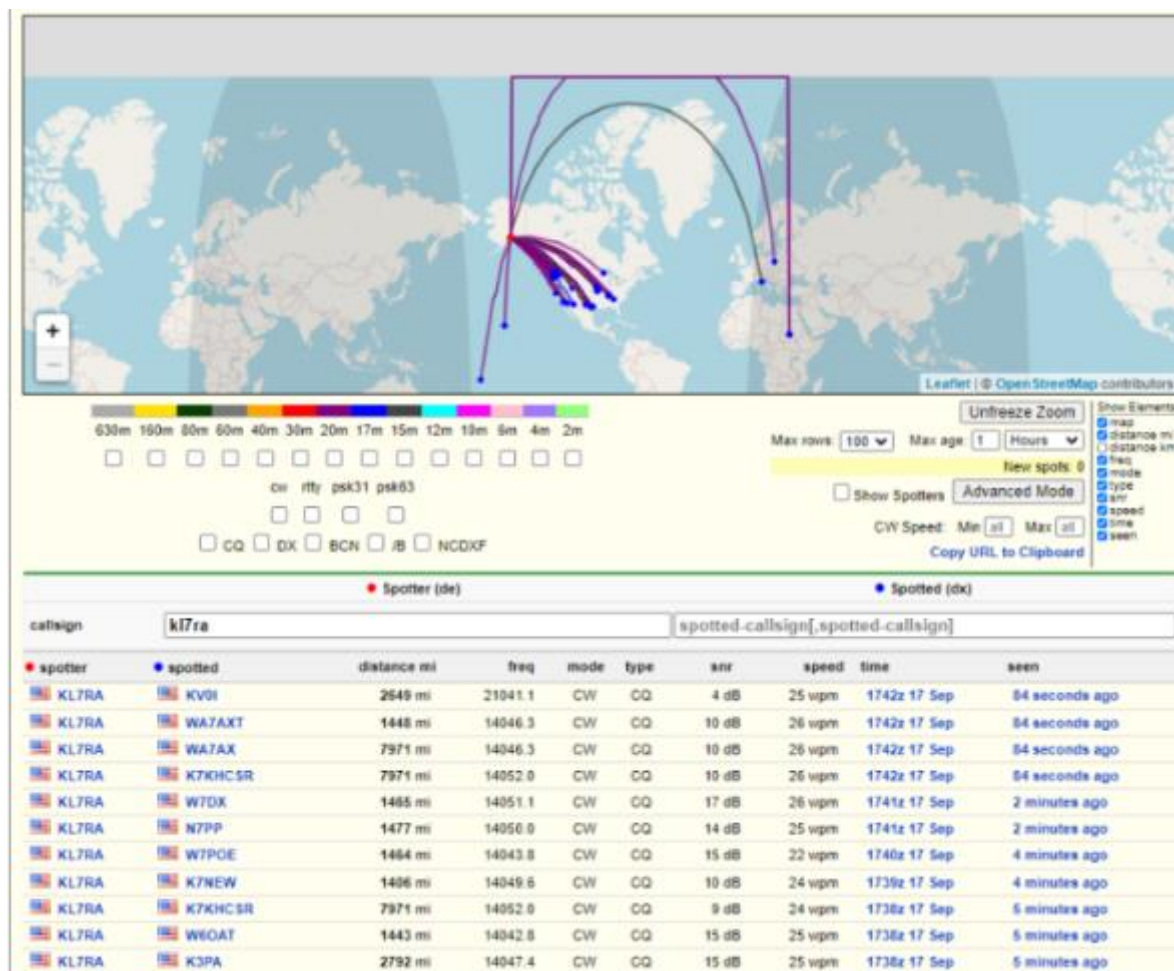 +
−
Leaflet | © OpenStreetMap contributors
630m 160m 80m 60m 40m 30m 20m 17m 15m 12m 10m 6m 4m 2m
cw rtty psk31 psk63
CQ DX BCN /B NCDXF
Unfreeze Zoom
Max rows: 100 Max age: 1 Hours
New spots: 0
Show Spotters Advanced Mode
CW Speed: Min all Max all
Copy URL to Clipboard
Show Elements
map
distance mi
distance km
freq
mode
type
snr
speed
time
seen
Spotter (de) Spotted (dx)
callsign kl7ra spotted-callsign[,spotted-callsign]
spotter spotted distance mi freq mode type snr speed time seen
KL7RA KV0I 2649 mi 21041.1 CW CQ 4 dB 25 wpm 1742z 17 Sep 84 seconds ago
KL7RA WA7AXT 1448 mi 14046.3 CW CQ 10 dB 26 wpm 1742z 17 Sep 84 seconds ago
KL7RA WA7AX 7971 mi 14046.3 CW CQ 10 dB 26 wpm 1742z 17 Sep 84 seconds ago
KL7RA K7KHCSR 7971 mi 14052.0 CW CQ 10 dB 26 wpm 1742z 17 Sep 84 seconds ago
KL7RA W7DX 1465 mi 14051.1 CW CQ 17 dB 26 wpm 1741z 17 Sep 2 minutes ago
KL7RA N7PP 1477 mi 14050.0 CW CQ 14 dB 25 wpm 1741z 17 Sep 2 minutes ago
KL7RA W7POE 1464 mi 14043.8 CW CQ 15 dB 22 wpm 1740z 17 Sep 4 minutes ago
KL7RA K7NEW 1406 mi 14049.6 CW CQ 10 dB 24 wpm 1739z 17 Sep 4 minutes ago
KL7RA K7KHCSR 7971 mi 14052.0 CW CQ 9 dB 24 wpm 1738z 17 Sep 5 minutes ago
KL7RA W6OAT 1443 mi 14042.8 CW CQ 15 dB 25 wpm 1738z 17 Sep 5 minutes ago
KL7RA K3PA 2792 mi 14047.4 CW CQ 15 dB 25 wpm 1738z 17 Sep 5 minutes ago